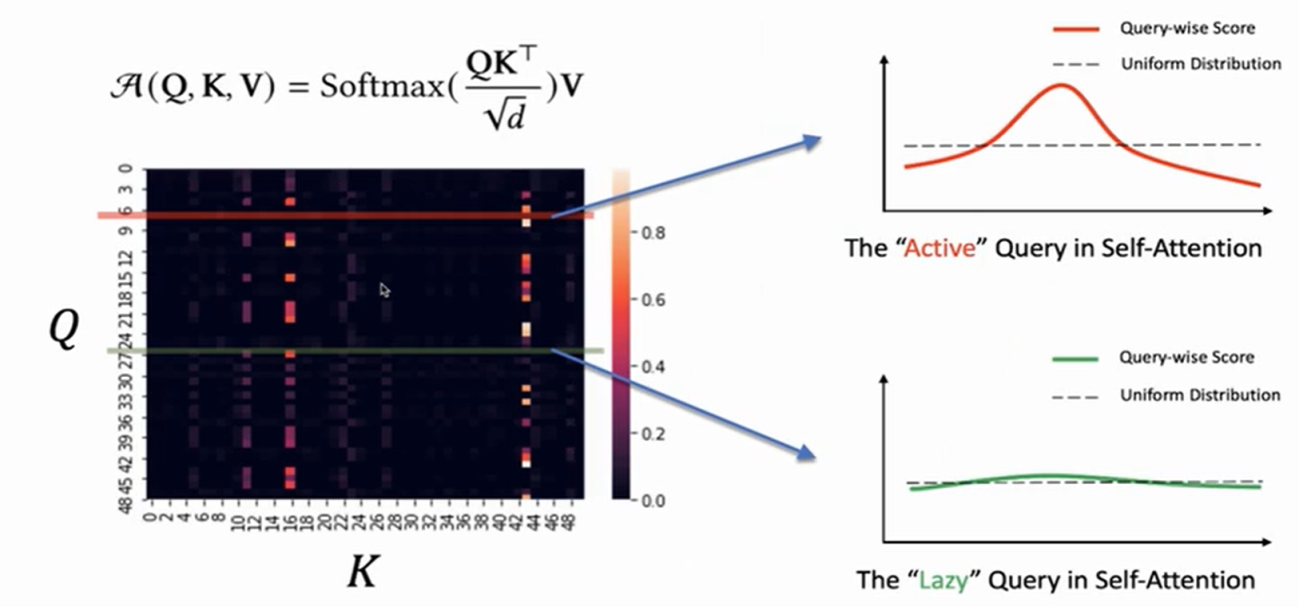 𝒜(Q, K, V) = Softmax(QK⊤/√d)V
Q
0
3
6
9
12
15
18
21
24
27
30
33
36
39
42
45
48
0 2 4 6 8 10 12 14 16 18 20 22 24 26 28 30 32 34 36 38 40 42 44 46 48
K
0.8
0.6
0.4
0.2
0.0
Query-wise Score
Uniform Distribution
The “Active” Query in Self-Attention
Query-wise Score
Uniform Distribution
The “Lazy” Query in Self-Attention